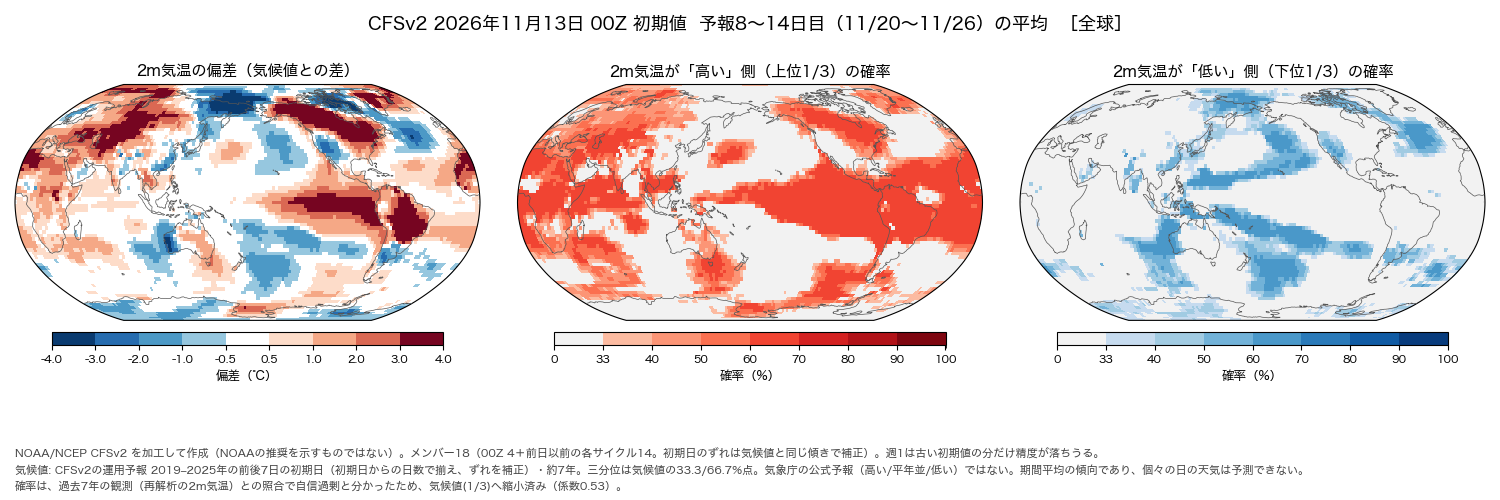 CFSv2 2026年11月13日 00Z 初期値  予報8～14日目（11/20～11/26）の平均  ［全球］
2m気温の偏差（気候値との差）
2m気温が「高い」側（上位1/3）の確率
2m気温が「低い」側（下位1/3）の確率
-4.0 -3.0 -2.0 -1.0 -0.5 0.5 1.0 2.0 3.0 4.0
偏差（℃）
0 33 40 50 60 70 80 90 100
確率（%）
0 33 40 50 60 70 80 90 100
確率（%）
NOAA/NCEP CFSv2 を加工して作成（NOAAの推奨を示すものではない）。メンバー18（00Z 4＋前日以前の各サイクル14。初期日のずれは気候値と同じ傾きで補正）。週1は古い初期値の分だけ精度が落ちうる。
気候値: CFSv2の運用予報 2019–2025年の前後7日の初期日（初期日からの日数で揃え、ずれを補正）・約7年。三分位は気候値の33.3/66.7%点。気象庁の公式予報（高い/平年並/低い）ではない。期間平均の傾向であり、個々の日の天気は予測できない。
確率は、過去7年の観測（再解析の2m気温）との照合で自信過剰と分かったため、気候値(1/3)へ縮小済み（係数0.53）。